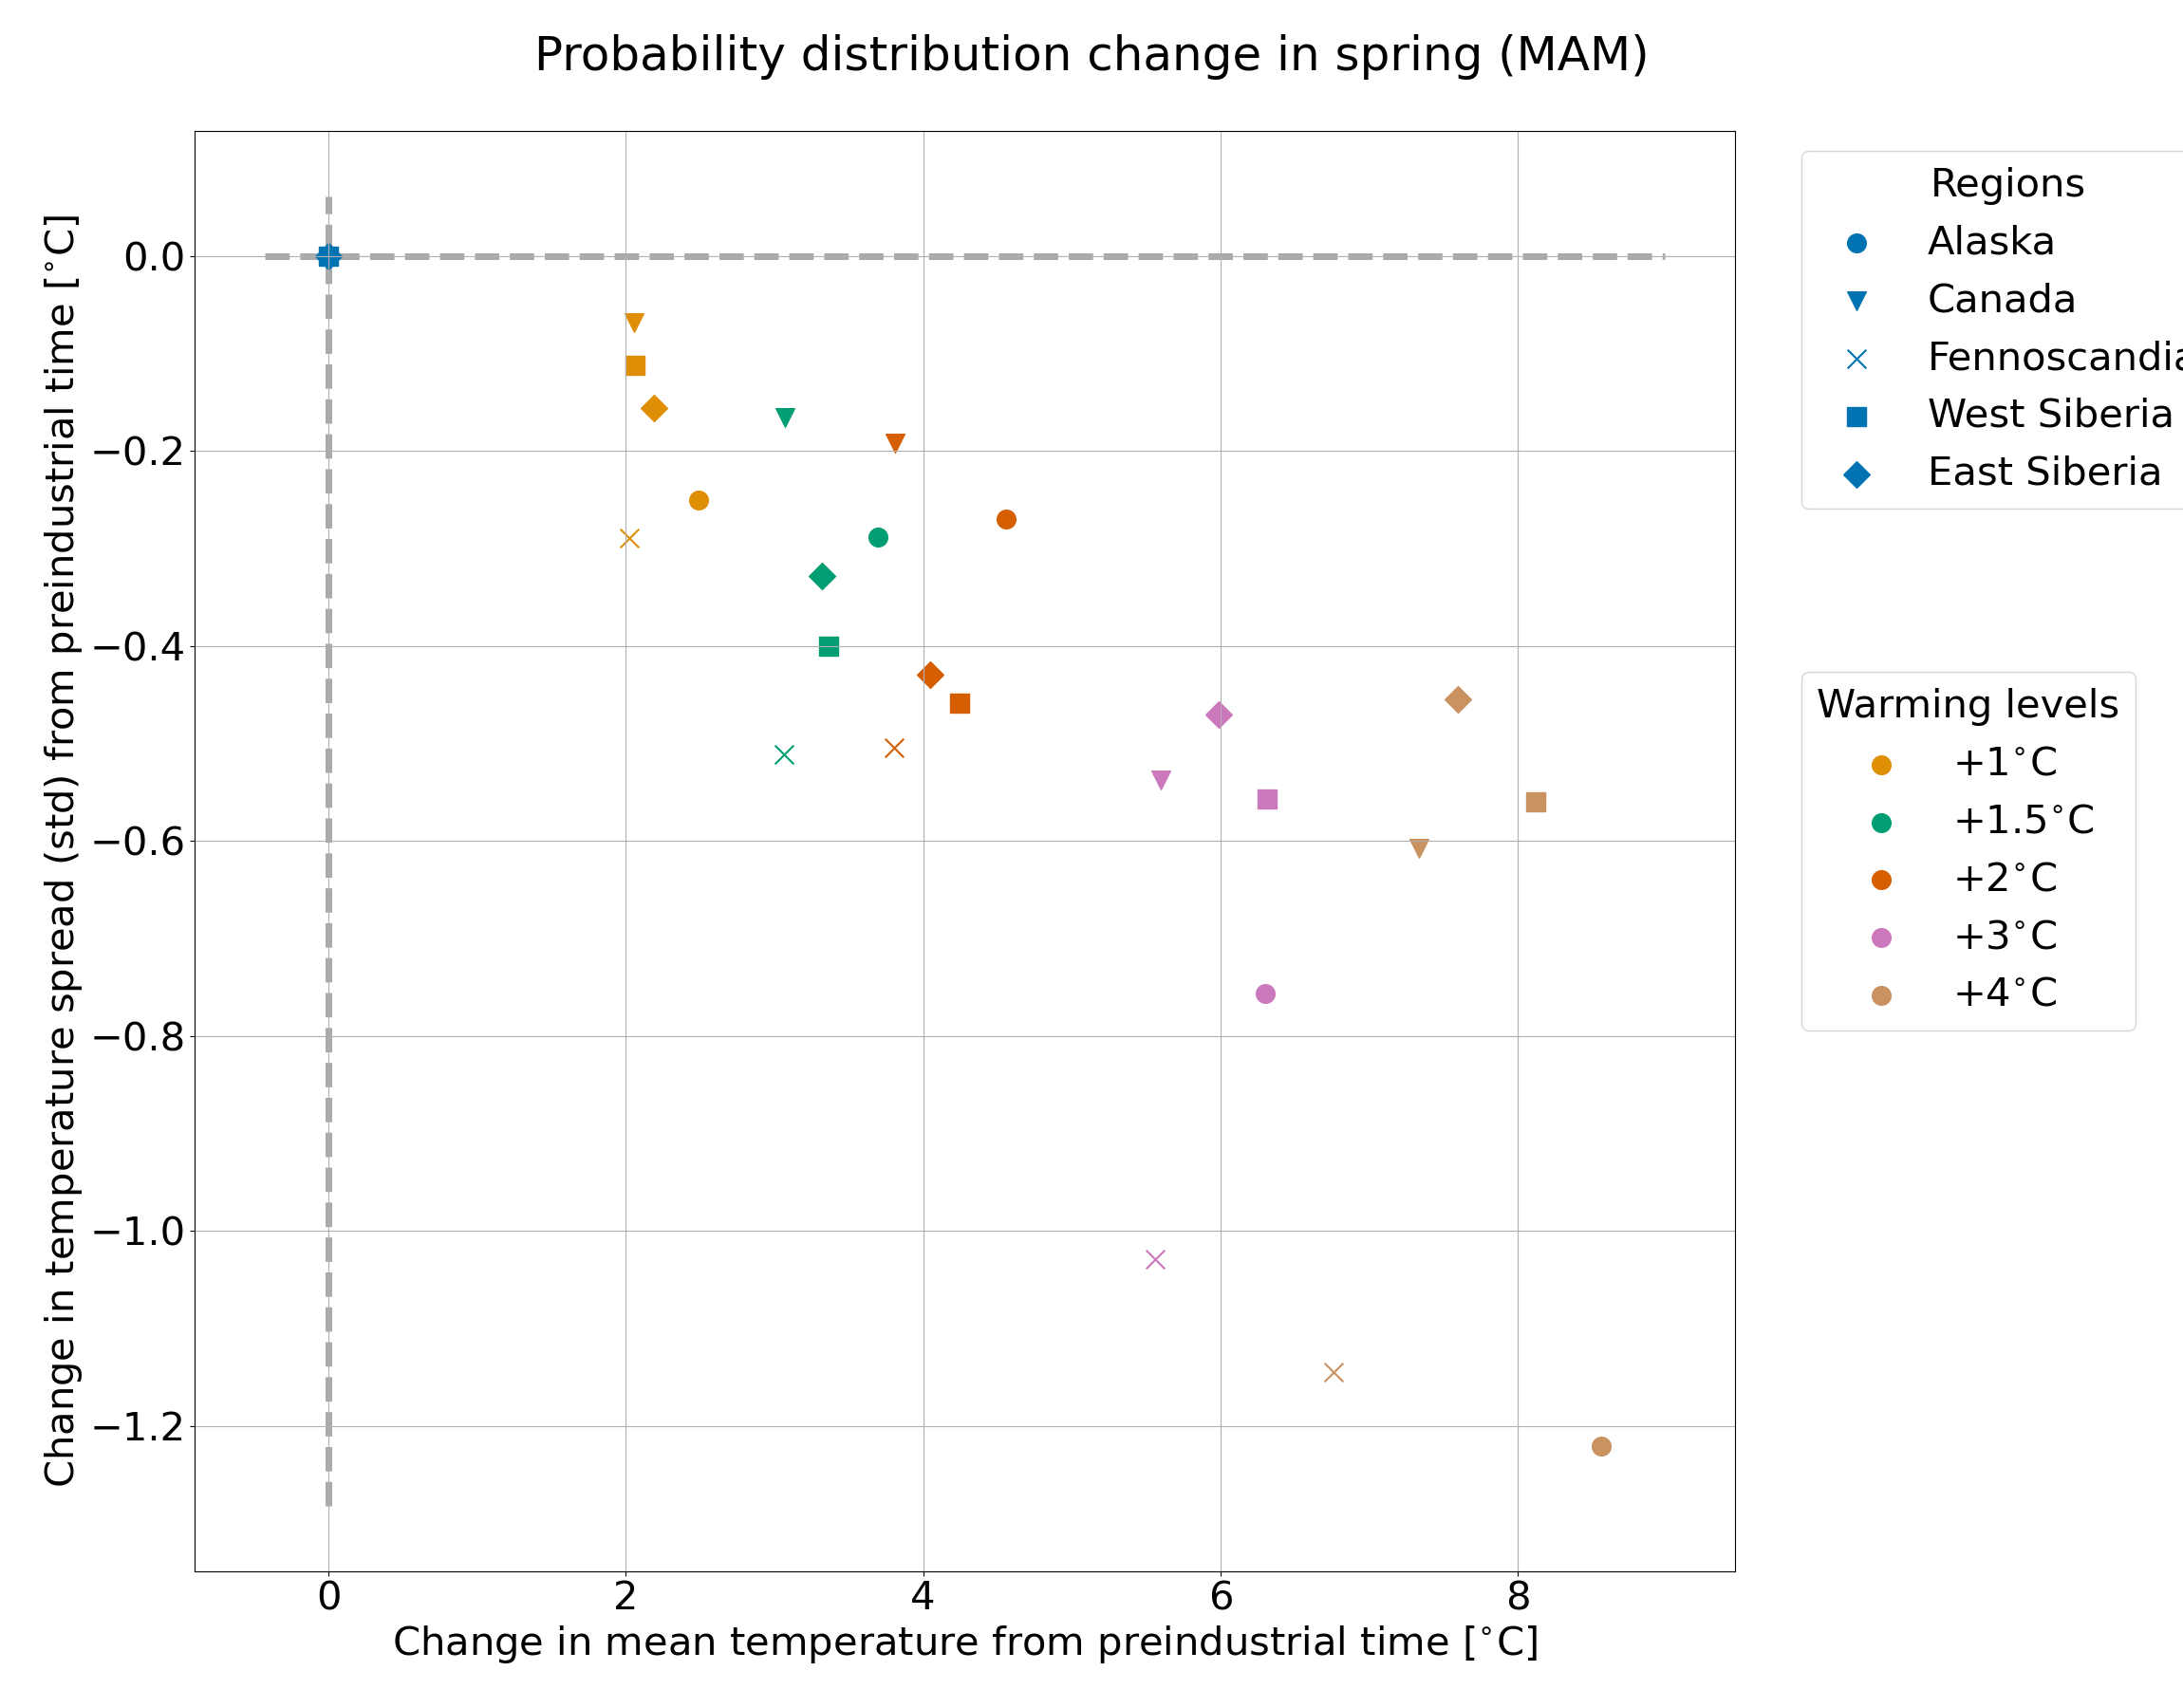 Probability distribution change in spring (MAM)
Change in temperature spread (std) from preindustrial time [°C]
0.0
−0.2
−0.4
−0.6
−0.8
−1.0
−1.2
0 2 4 6 8
Change in mean temperature from preindustrial time [°C]
Regions
Alaska
Canada
Fennoscandia
West Siberia
East Siberia
Warming levels
+1°C
+1.5°C
+2°C
+3°C
+4°C